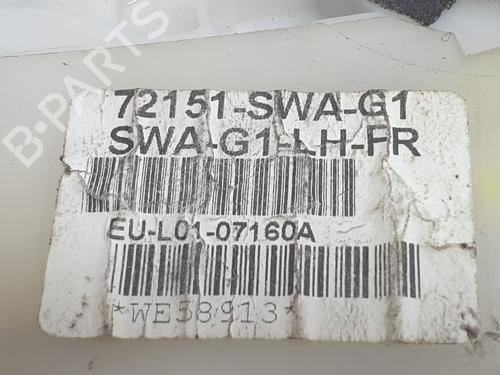 B-PARTS
72151-SWA-G1
SWA-G1-LH-FR
EU-L01-07160A
*WE38913*